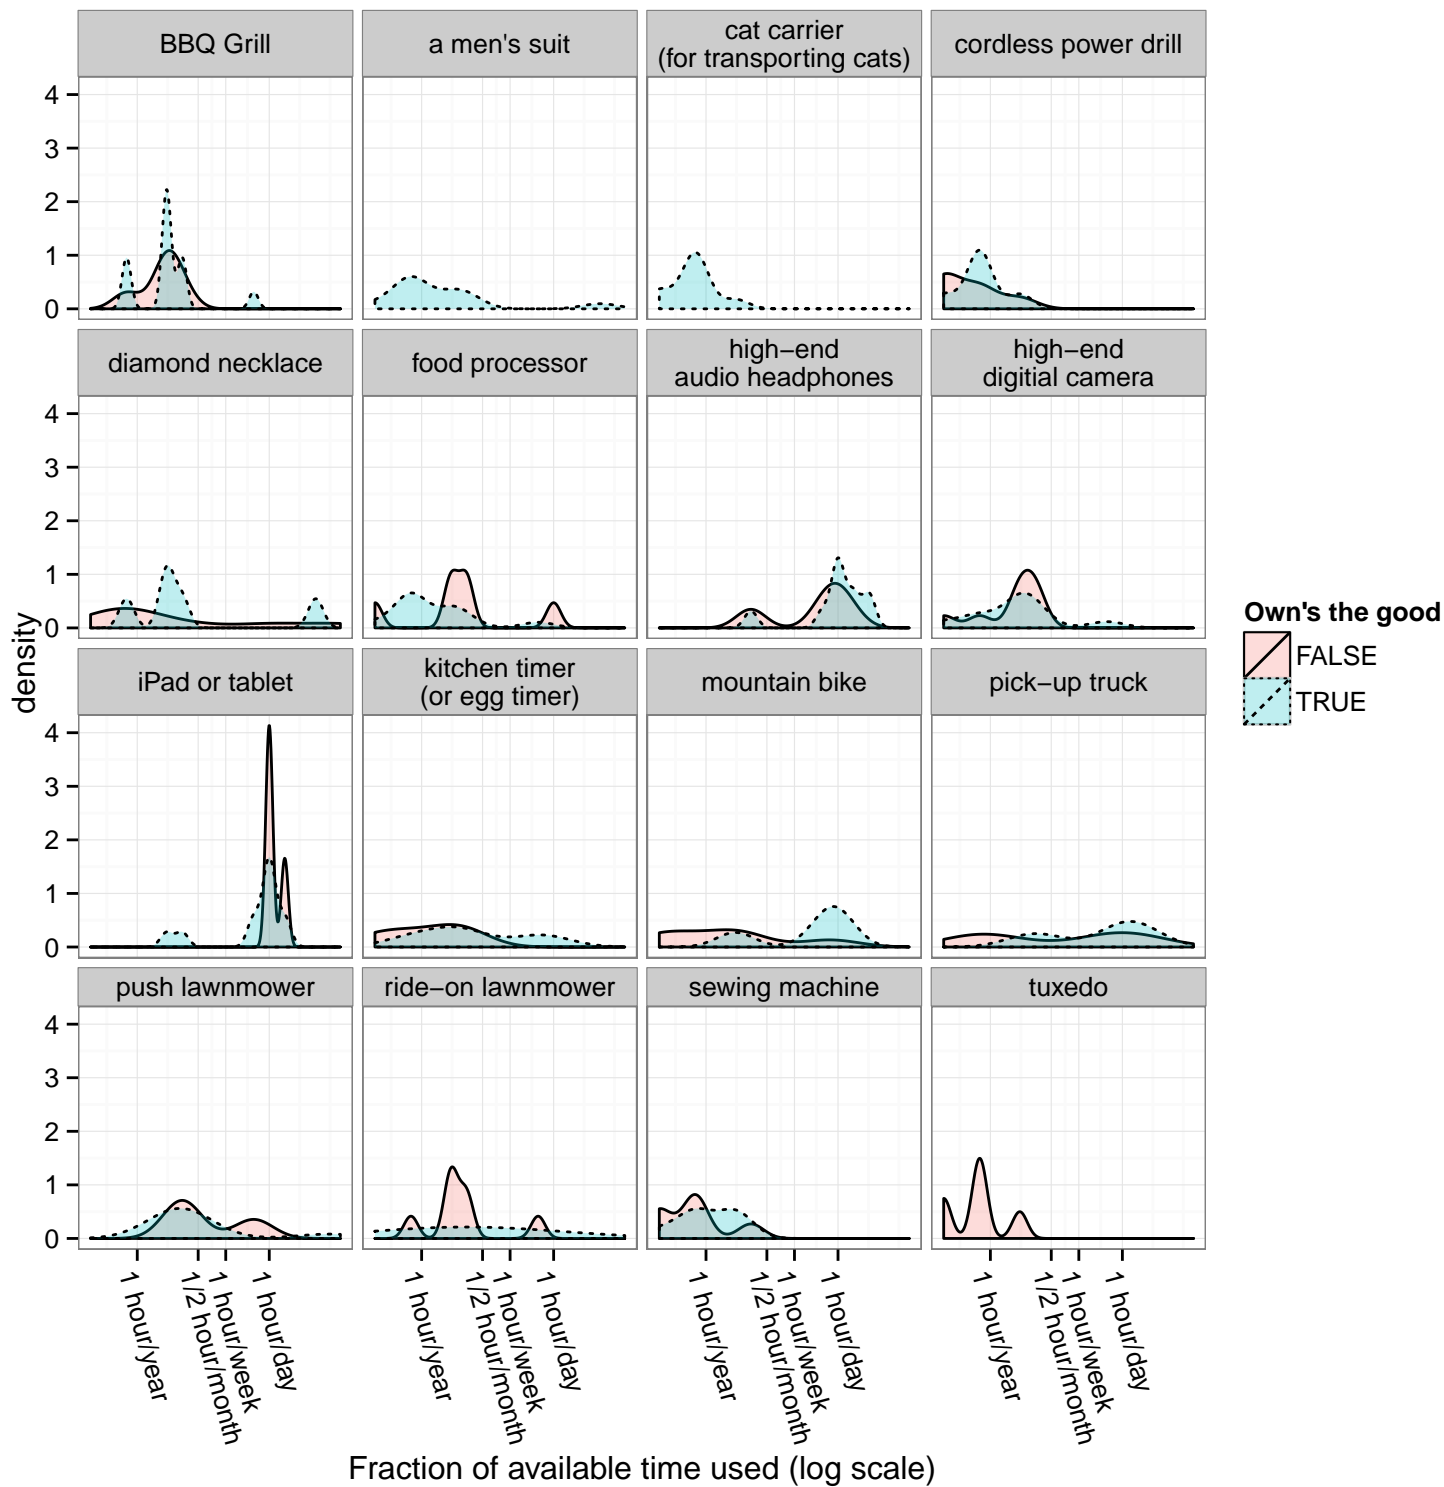 BBQ Grill
a men's suit
cat carrier
(for transporting cats)
cordless power drill
4
3
2
1
0
diamond necklace
food processor
high−end
audio headphones
high−end
digitial camera
4
3
2
1
0
iPad or tablet
kitchen timer
(or egg timer)
mountain bike
pick−up truck
4
3
2
1
0
push lawnmower
ride−on lawnmower
sewing machine
tuxedo
4
3
2
1
0
density
1 hour/year
1/2 hour/month
1 hour/week
1 hour/day
1 hour/year
1/2 hour/month
1 hour/week
1 hour/day
1 hour/year
1/2 hour/month
1 hour/week
1 hour/day
1 hour/year
1/2 hour/month
1 hour/week
1 hour/day
Fraction of available time used (log scale)
Own's the good
FALSE
TRUE